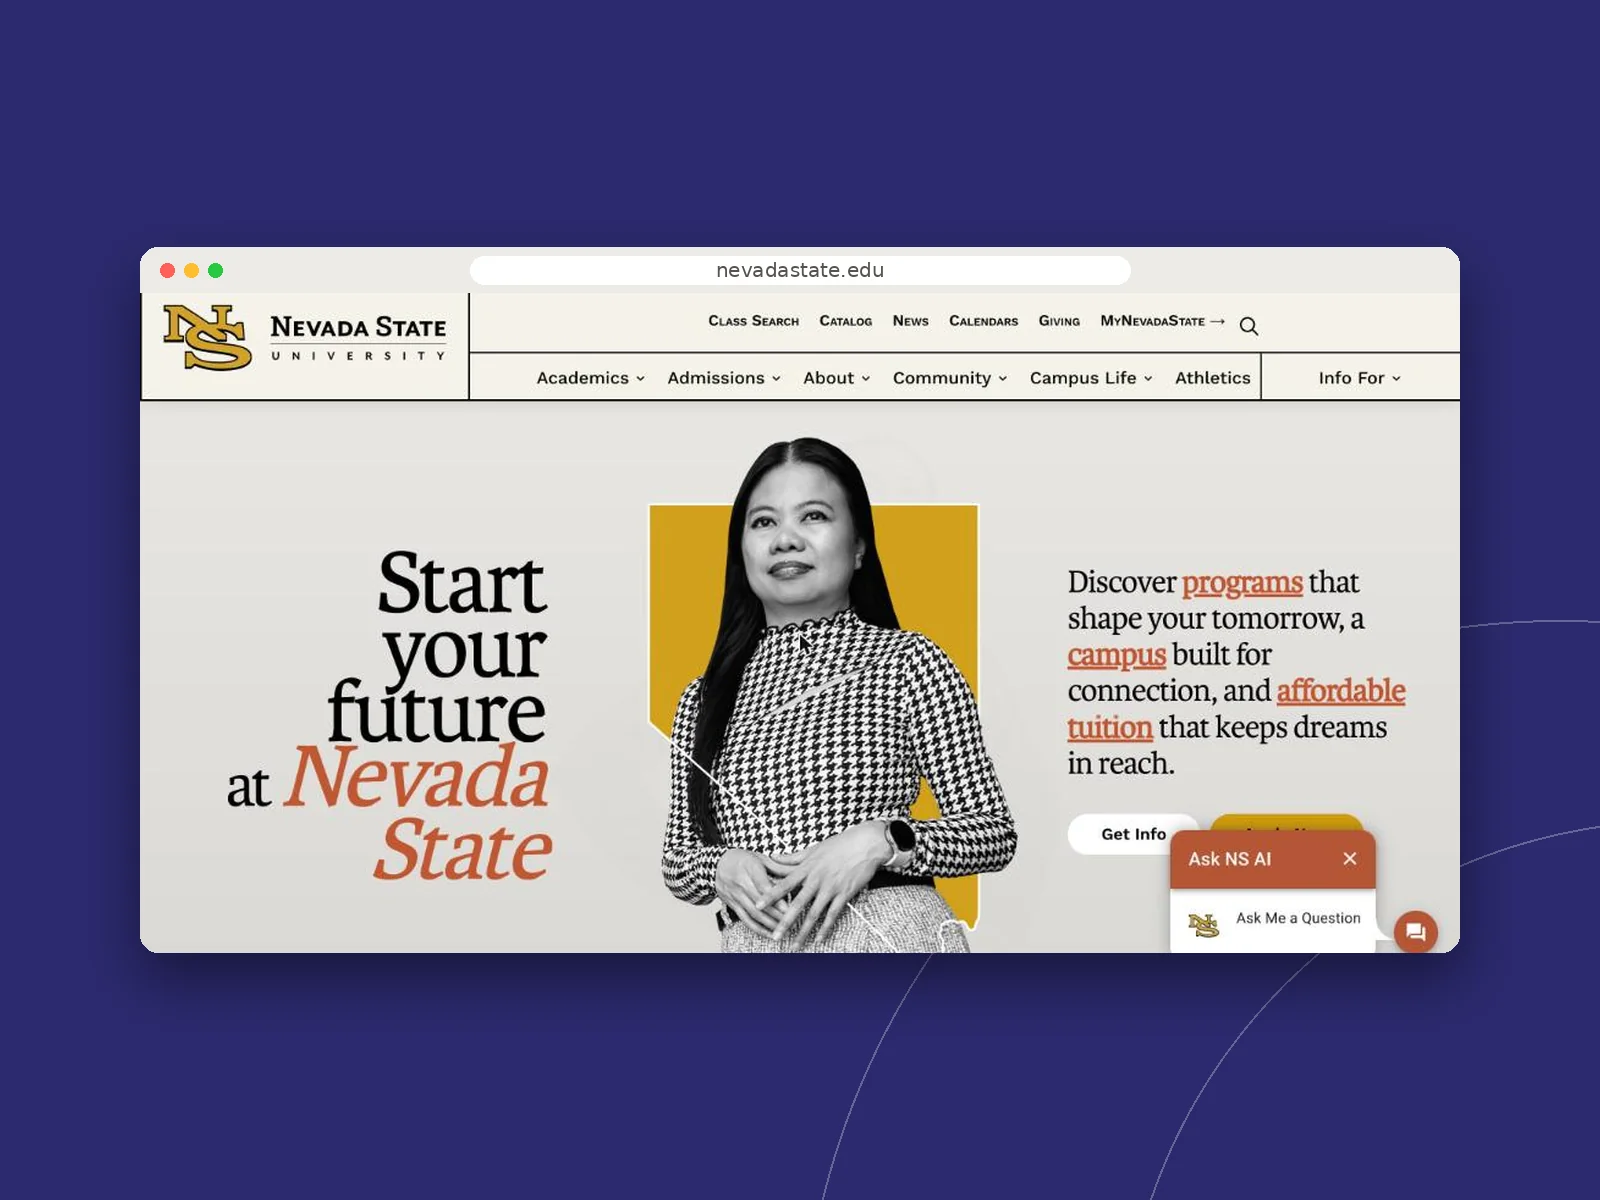 nevadastate.edu
NS
Nevada State
UNIVERSITY
Class Search Catalog News Calendars Giving MyNevadaState →
Academics Admissions About Community Campus Life Athletics Info For
Start
your
future
at Nevada
State
Discover programs that
shape your tomorrow, a
campus built for
connection, and affordable
tuition that keeps dreams
in reach.
Get Info
Ask NS AI
NS
Ask Me a Question